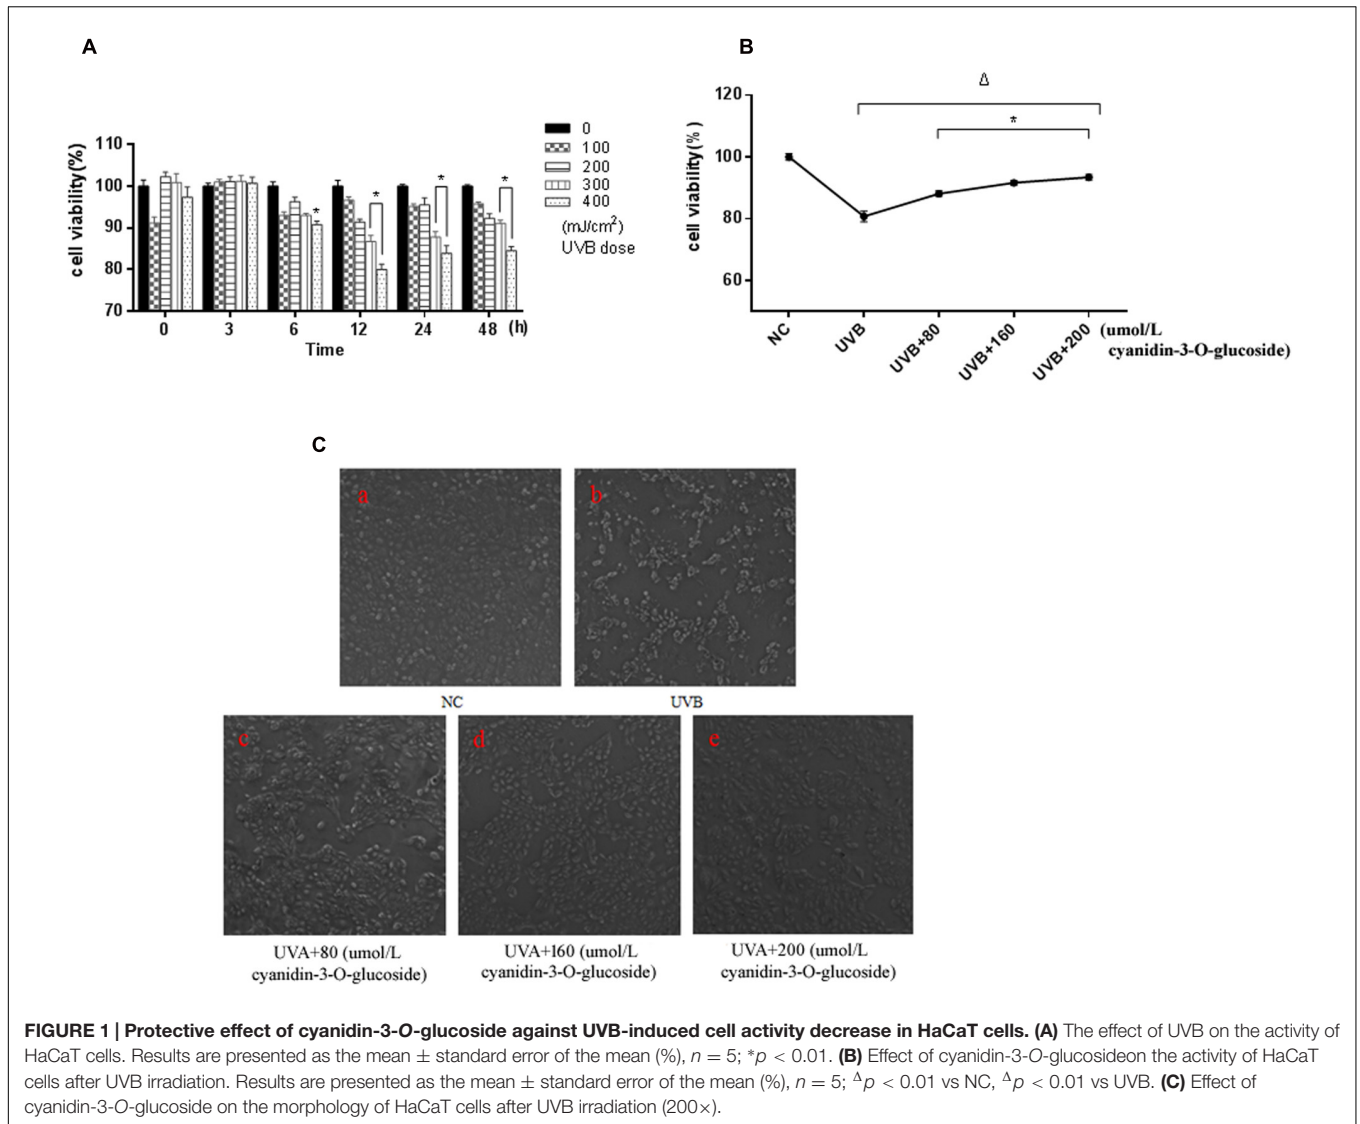 A
110
100
90
80
70
cell viability(%)
0
3
6
12
24
48
(h)
Time
*
*
*
*
0
100
200
300
400
(mJ/cm²)
UVB dose
B
120
100
80
60
cell viability(%)
Δ
*
NC
UVB
UVB+80
UVB+160
UVB+200
(umol/L
cyanidin-3-O-glucoside)
C
a
b
NC
UVB
c
d
e
UVA+80 (umol/L
cyanidin-3-O-glucoside)
UVA+160 (umol/L
cyanidin-3-O-glucoside)
UVA+200 (umol/L
cyanidin-3-O-glucoside)
FIGURE 1 | Protective effect of cyanidin-3-O-glucoside against UVB-induced cell activity decrease in HaCaT cells. (A) The effect of UVB on the activity of
HaCaT cells. Results are presented as the mean ± standard error of the mean (%), n = 5; *p < 0.01. (B) Effect of cyanidin-3-O-glucosideon the activity of HaCaT
cells after UVB irradiation. Results are presented as the mean ± standard error of the mean (%), n = 5; Δp < 0.01 vs NC, Δp < 0.01 vs UVB. (C) Effect of
cyanidin-3-O-glucoside on the morphology of HaCaT cells after UVB irradiation (200×).